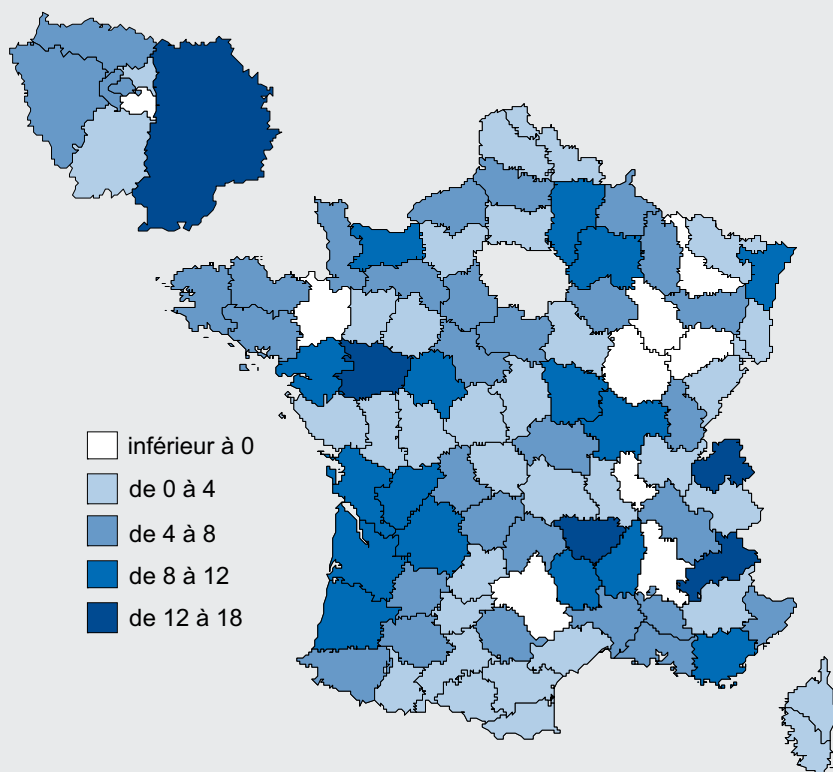 inférieur à 0
de 0 à 4
de 4 à 8
de 8 à 12
de 12 à 18